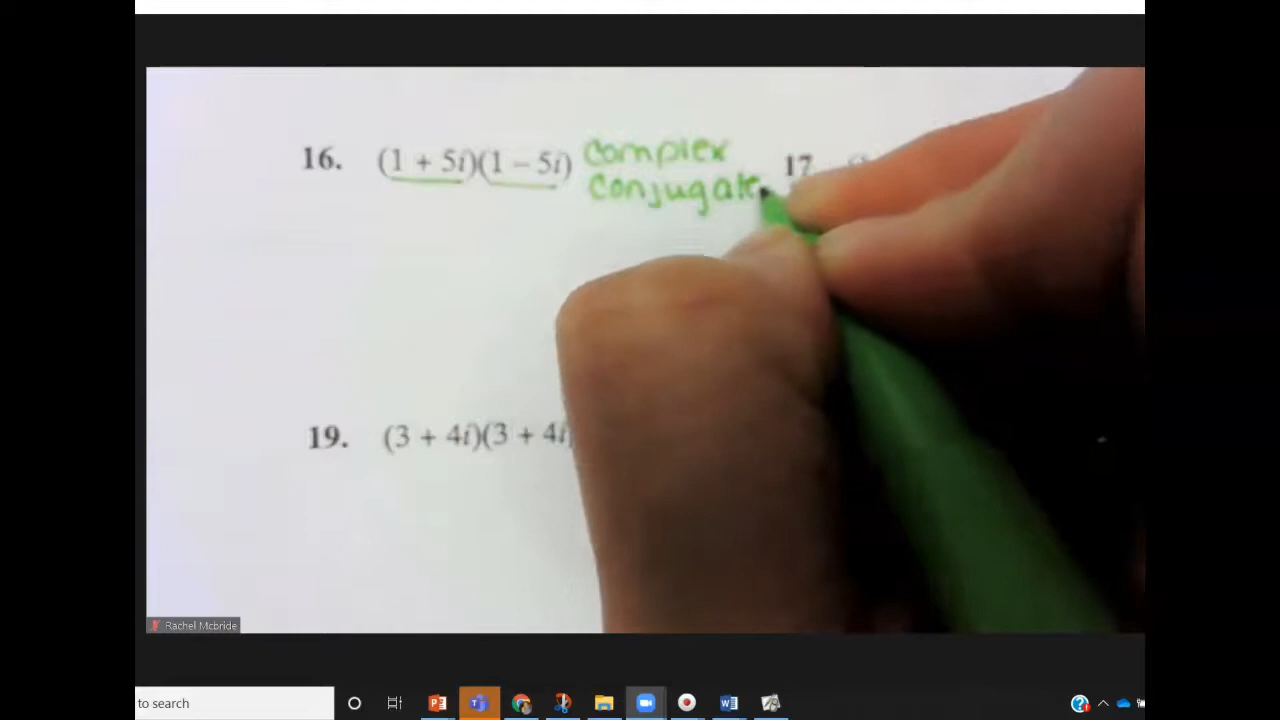 16. (1 + 5i)(1 − 5i) complex 17.
conjugate
19. (3 + 4i)(3 + 4i)
Rachel Mcbride
to search